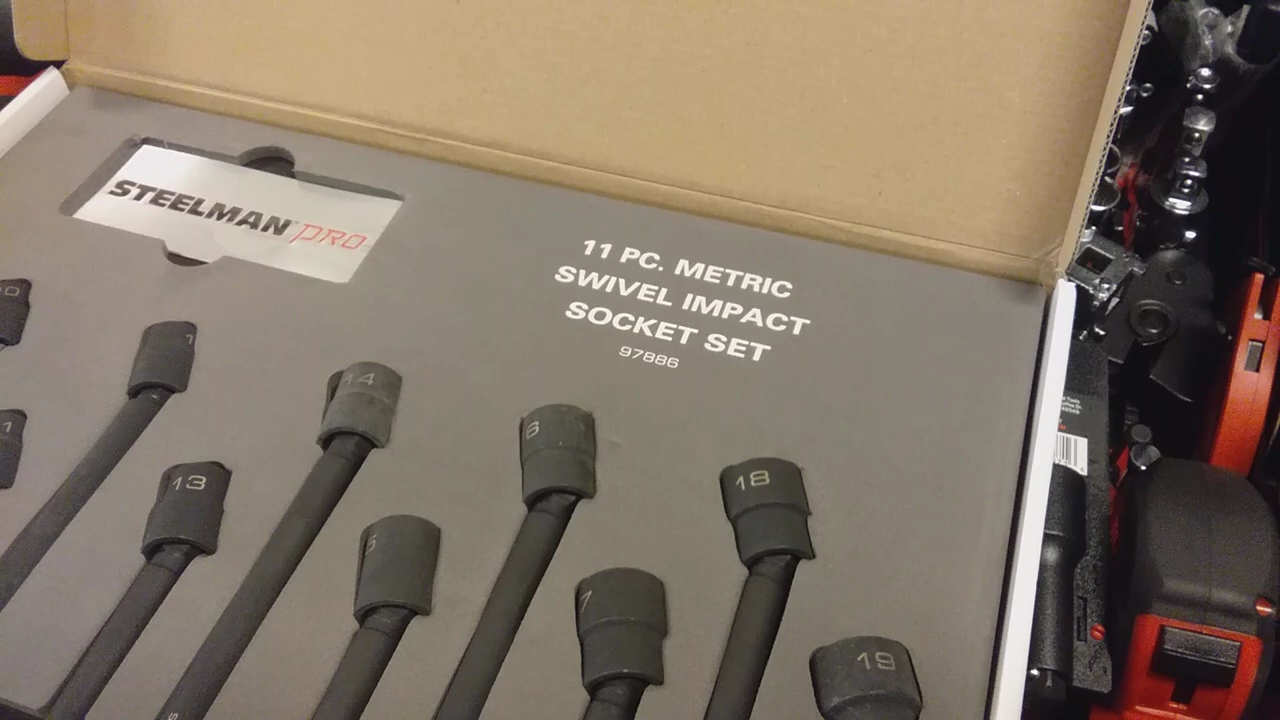 STEELMAN PRO
11 PC. METRIC
SWIVEL IMPACT
SOCKET SET
97886
14
13
18
19